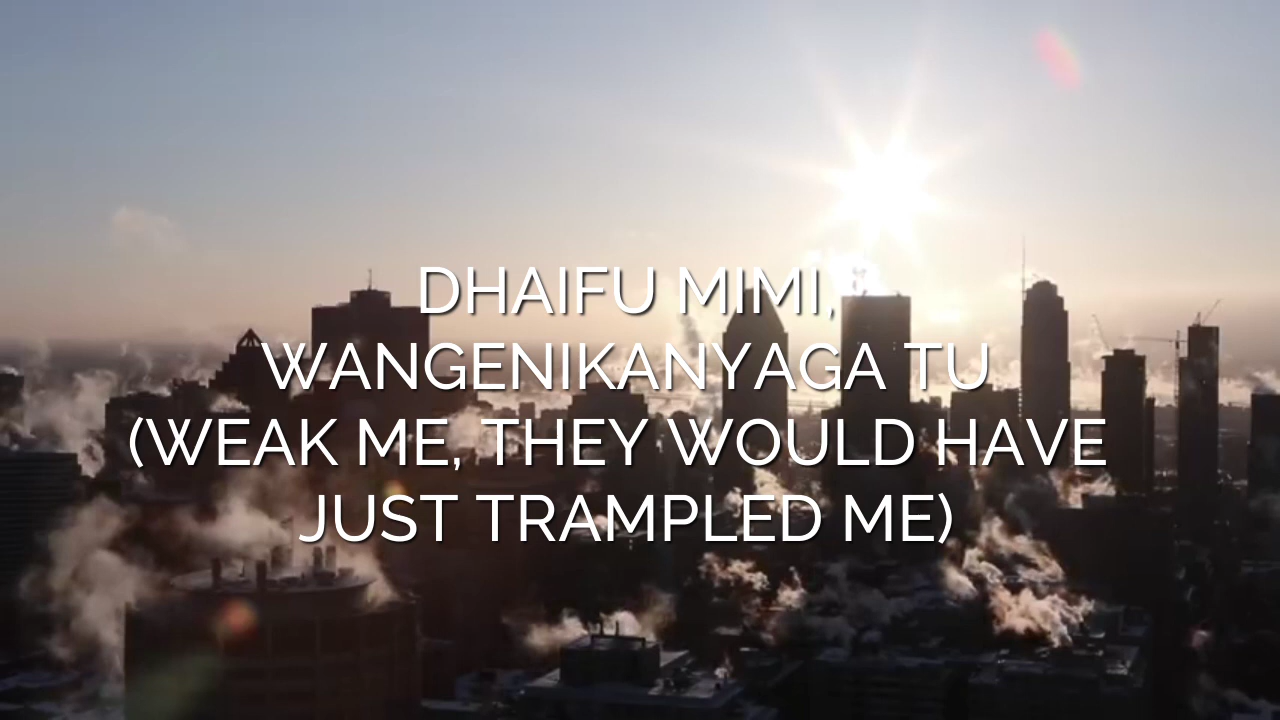 DHAIFU MIMI,
WANGENIKANYAGA TU
(WEAK ME, THEY WOULD HAVE
JUST TRAMPLED ME)